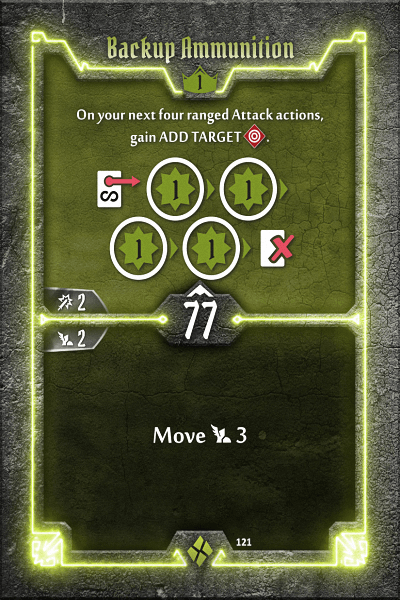 Backup Ammunition
1
On your next four ranged Attack actions,
gain ADD TARGET .
S 1 1
1 1
2
77
2
Move 3
121